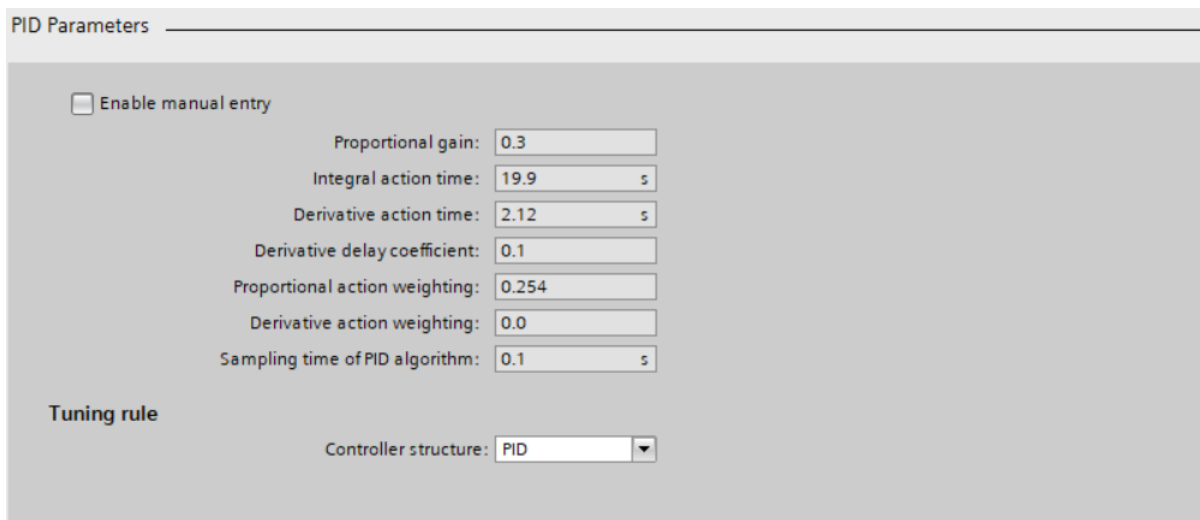 PID Parameters
Enable manual entry
Proportional gain: 0.3
Integral action time: 19.9 s
Derivative action time: 2.12 s
Derivative delay coefficient: 0.1
Proportional action weighting: 0.254
Derivative action weighting: 0.0
Sampling time of PID algorithm: 0.1 s
Tuning rule
Controller structure: PID